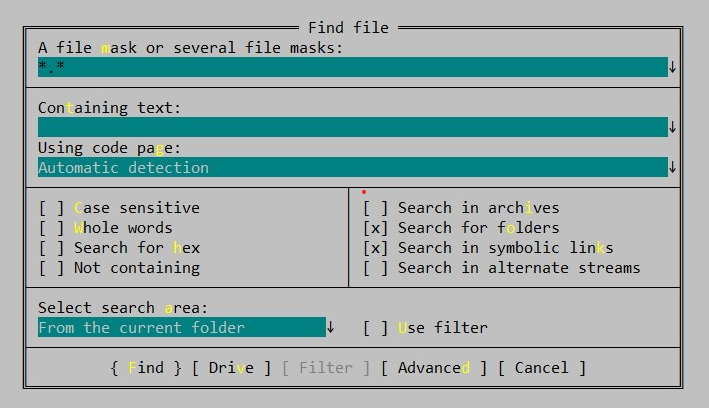 Find file
A file mask or several file masks:
*.*
↓
Containing text:
↓
Using code page:
Automatic detection ↓
[ ] Case sensitive
[ ] Whole words
[ ] Search for hex
[ ] Not containing
[ ] Search in archives
[x] Search for folders
[x] Search in symbolic links
[ ] Search in alternate streams
Select search area:
From the current folder ↓
[ ] Use filter
{ Find } [ Drive ] [ Filter ] [ Advanced ] [ Cancel ]